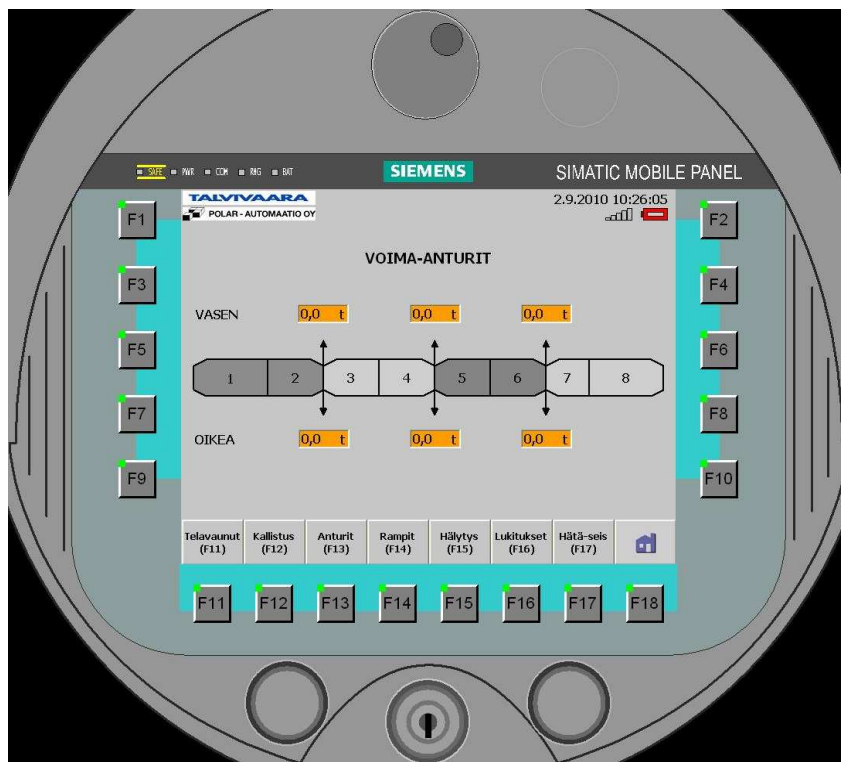 SAFE PWR COM RNG BAT
SIEMENS
SIMATIC MOBILE PANEL
TALVIVAARA
POLAR - AUTOMAATIO OY
2.9.2010 10:26:05
F1
F2
VOIMA-ANTURIT
F3
F4
VASEN 0,0 t 0,0 t 0,0 t
F5
F6
1 2 3 4 5 6 7 8
F7
F8
OIKEA 0,0 t 0,0 t 0,0 t
F9
F10
Telavaunut (F11)
Kallistus (F12)
Anturit (F13)
Rampit (F14)
Hälytys (F15)
Lukitukset (F16)
Hätä-seis (F17)
F11 F12 F13 F14 F15 F16 F17 F18